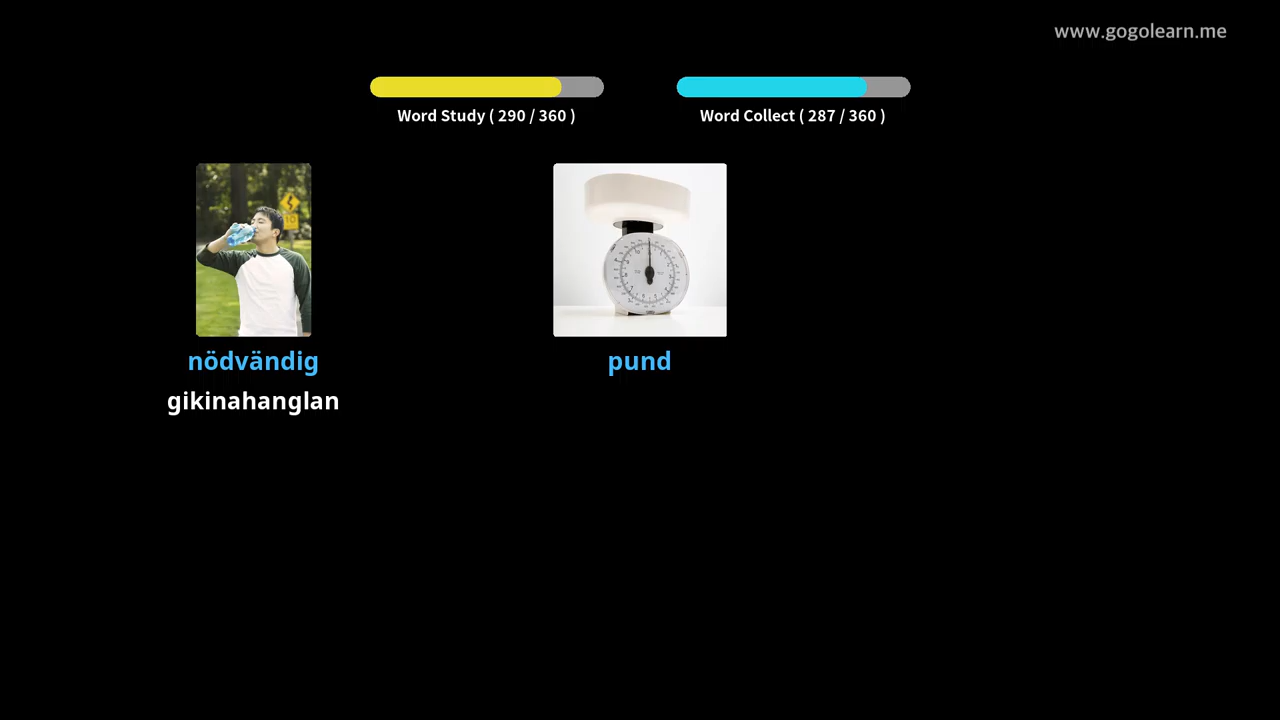 www.gogolearn.me
Word Study ( 290 / 360 )
Word Collect ( 287 / 360 )
nödvändig
pund
gikinahanglan